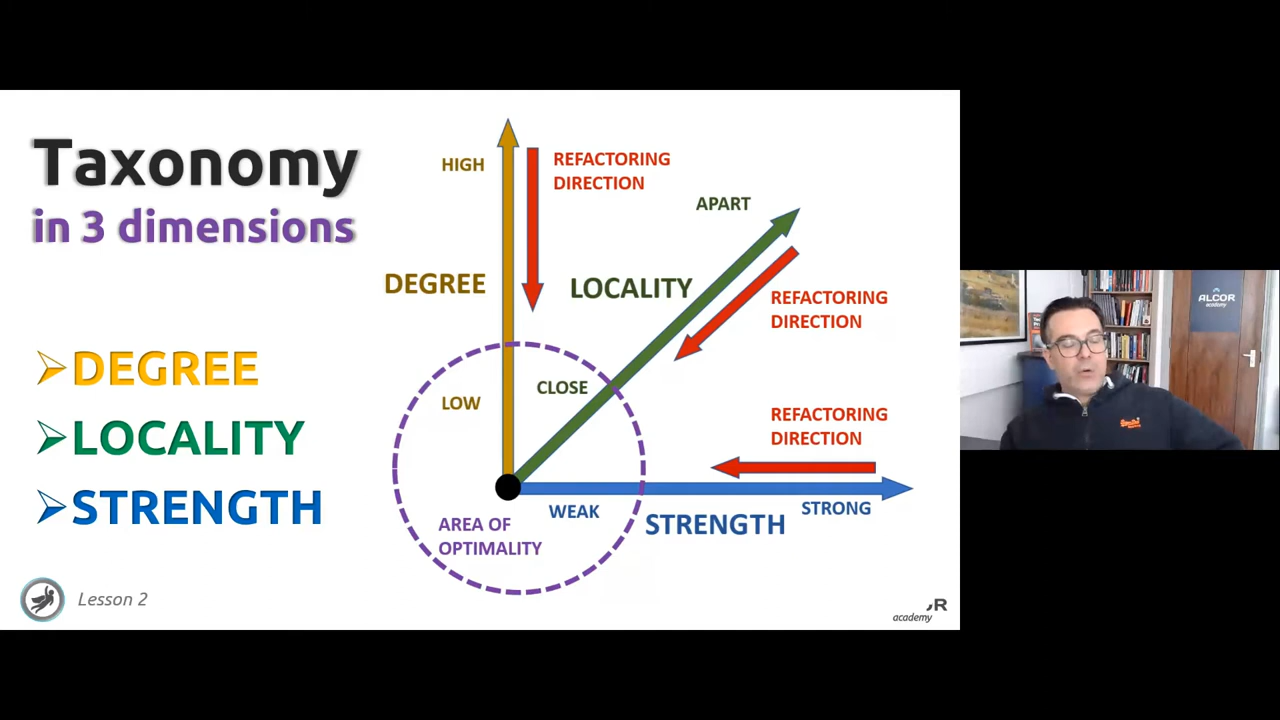 Taxonomy
in 3 dimensions
DEGREE
LOCALITY
STRENGTH
HIGH
REFACTORING
DIRECTION
APART
DEGREE
LOCALITY
REFACTORING
DIRECTION
CLOSE
LOW
REFACTORING
DIRECTION
WEAK
STRONG
STRENGTH
AREA OF
OPTIMALITY
Lesson 2
R
academy
ALCOR
academy